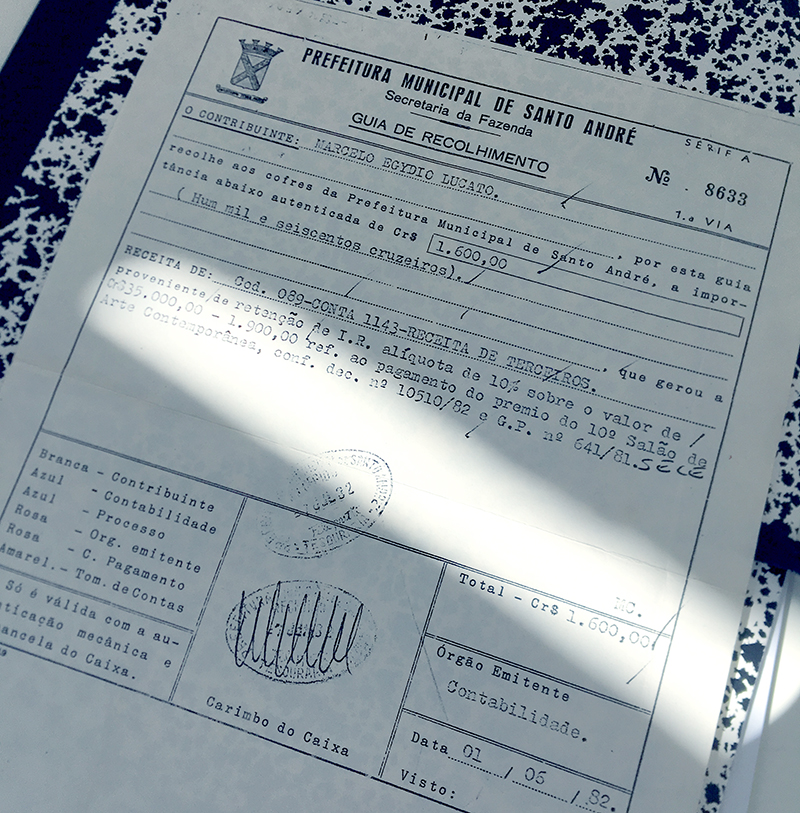 PREFEITURA MUNICIPAL DE SANTO ANDRÉ
Secretaria da Fazenda
GUIA DE RECOLHIMENTO
SÉRIF A
Nº 8633
1.a VIA
O CONTRIBUINTE: MARCELO EGYDIO LUCATO.
, por esta guia
recolhe aos cofres da Prefeitura Municipal de Santo André, a impor-
tância abaixo autenticada de Cr$ 1.600,00
( Hum mil e seiscentos cruzeiros).
, que gerou a
RECEITA DE: Cod. 089-CONTA 1143-RECEITA DE TERCEIROS.
proveniente/de retenção de I.R. alíquota de 10% sobre o valor de /
Cr$35.000,00 - 1.900,00 ref. ao pagamento do premio do 10º Salão de
Arte Contemporânea, conf. dec. nº 10510/82 e G.P. nº 641/81. SECE
Branca - Contribuinte
Azul - Contabilidade
Azul - Processo
Rosa - Org. emitente
Rosa - C. Pagamento
Amarel. - Tom. de Contas
Só é válida com a au-
ticação mecânica e
ancela do Caixa.
Carimbo do Caixa
MC.
Total - Cr$ 1.600,00
Órgão Emitente
Contabilidade.
Data 01 / 06 / 82.
Visto: